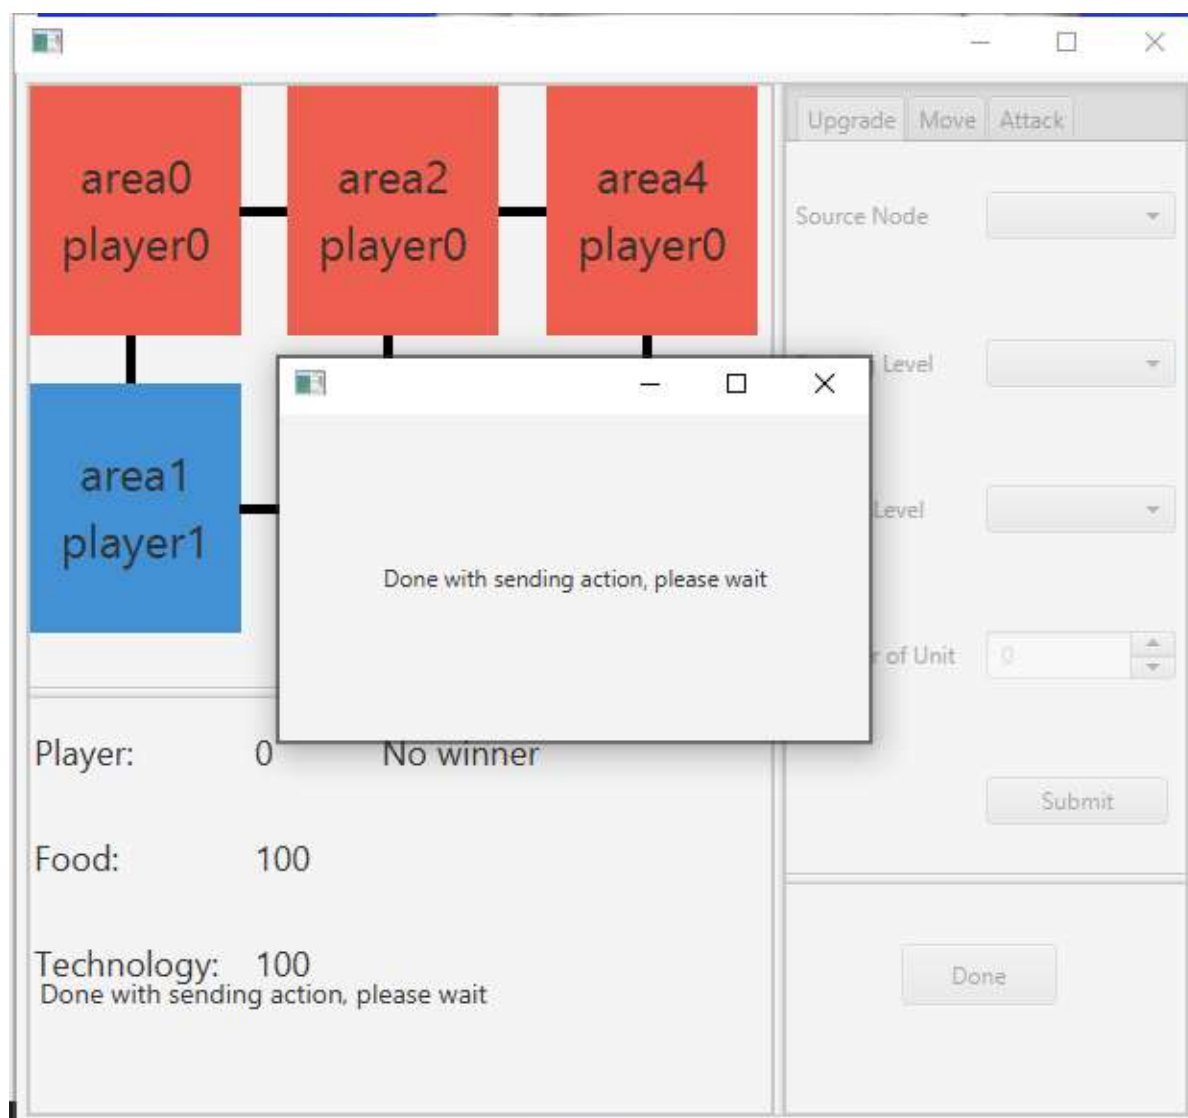 Upgrade Move Attack
area0
player0
area2
player0
area4
player0
Source Node
Level
area1
player1
Level
of Unit 0
Done with sending action, please wait
Player: 0 No winner
Submit
Food: 100
Technology: 100
Done with sending action, please wait
Done